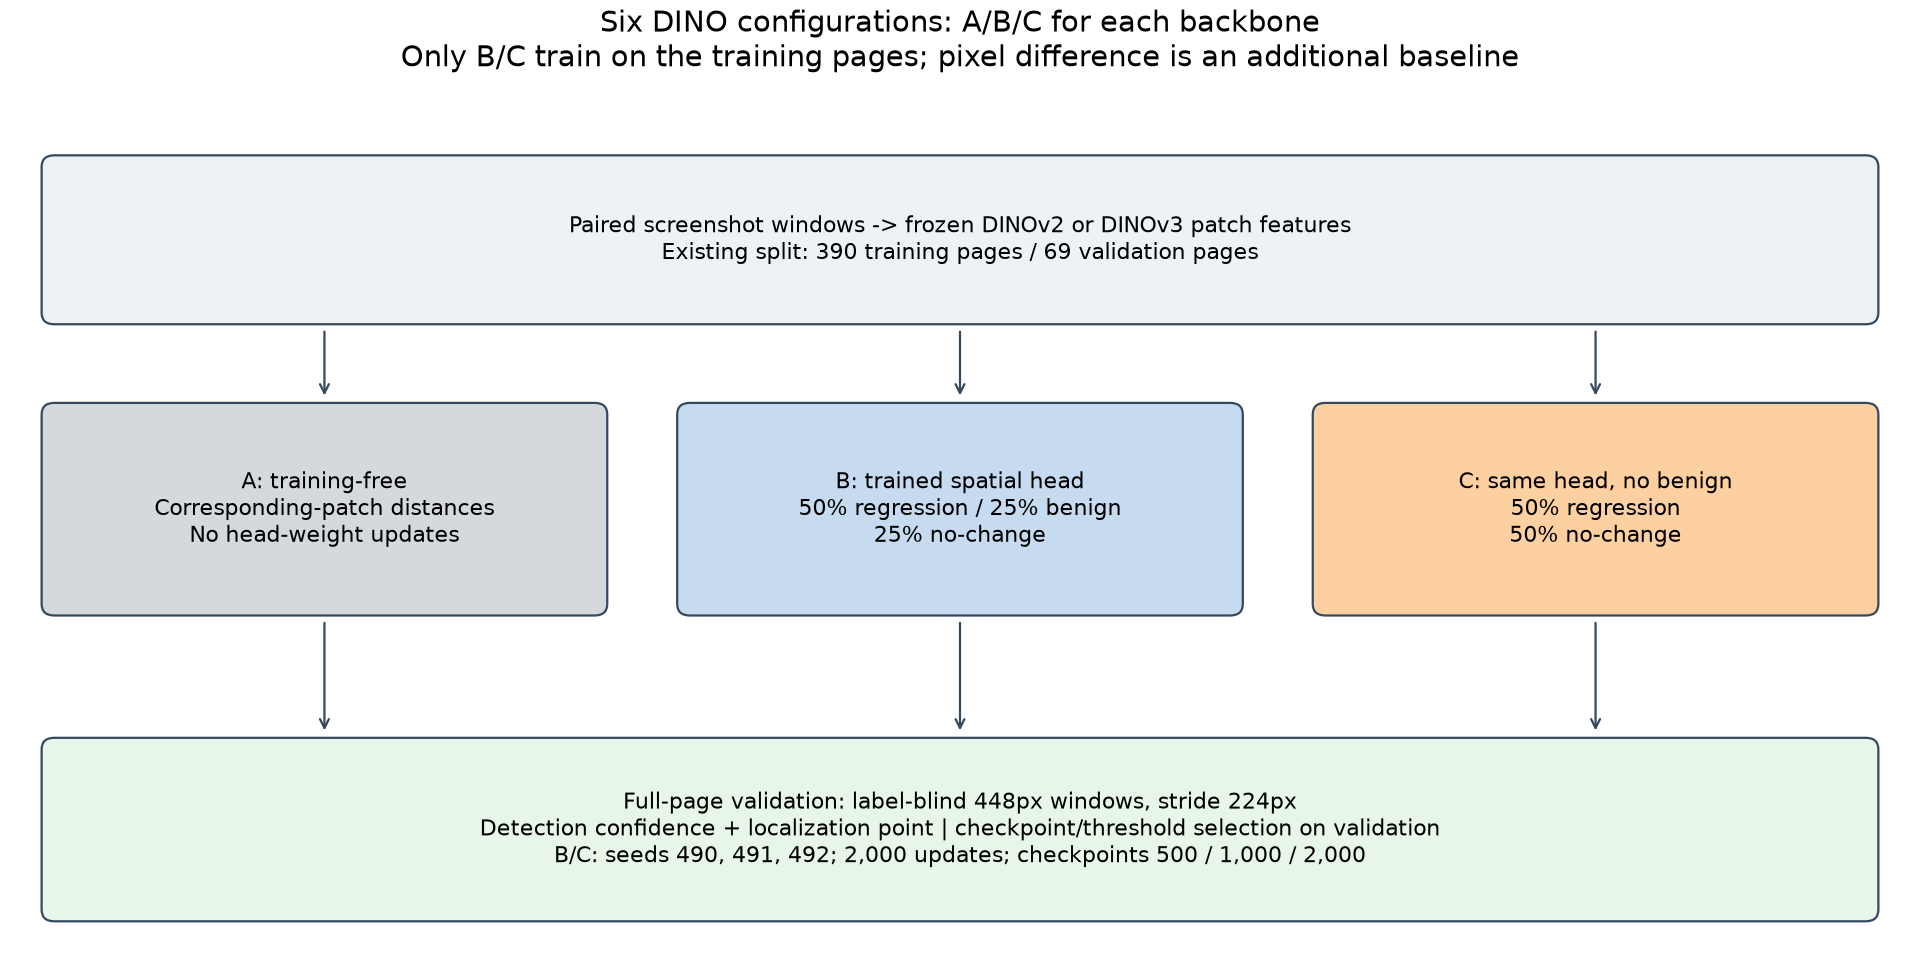 Six DINO configurations: A/B/C for each backbone
Only B/C train on the training pages; pixel difference is an additional baseline
Paired screenshot windows -> frozen DINOv2 or DINOv3 patch features
Existing split: 390 training pages / 69 validation pages
A: training-free
Corresponding-patch distances
No head-weight updates
B: trained spatial head
50% regression / 25% benign
25% no-change
C: same head, no benign
50% regression
50% no-change
Full-page validation: label-blind 448px windows, stride 224px
Detection confidence + localization point | checkpoint/threshold selection on validation
B/C: seeds 490, 491, 492; 2,000 updates; checkpoints 500 / 1,000 / 2,000